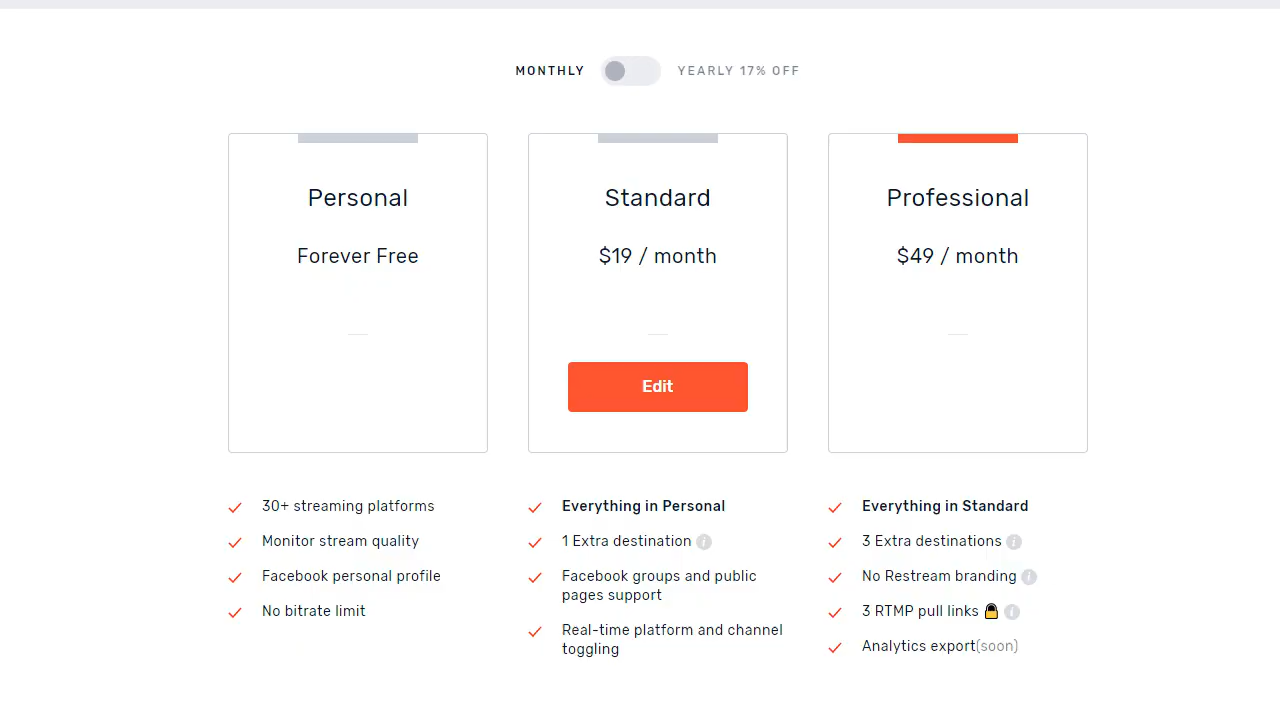 MONTHLY
YEARLY 17% OFF
Personal
Forever Free
Standard
$19 / month
Edit
Professional
$49 / month
30+ streaming platforms
Monitor stream quality
Facebook personal profile
No bitrate limit
Everything in Personal
1 Extra destination i
Facebook groups and public
pages support
Real-time platform and channel
toggling
Everything in Standard
3 Extra destinations i
No Restream branding i
3 RTMP pull links 🔒 i
Analytics export(soon)